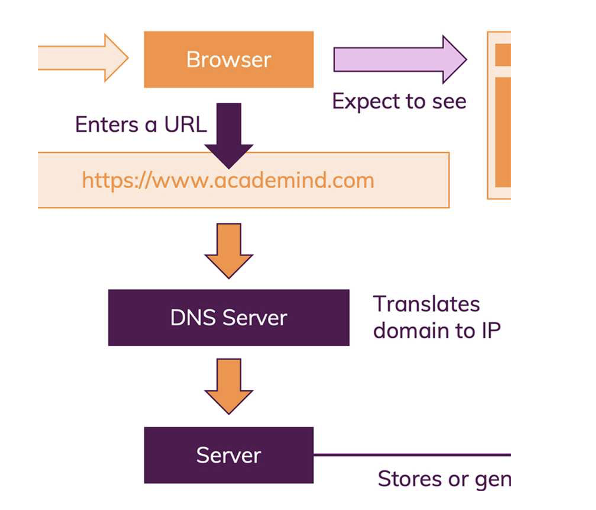 Browser
Expect to see
Enters a URL
https://www.academind.com
DNS Server
Translates
domain to IP
Server
Stores or gen